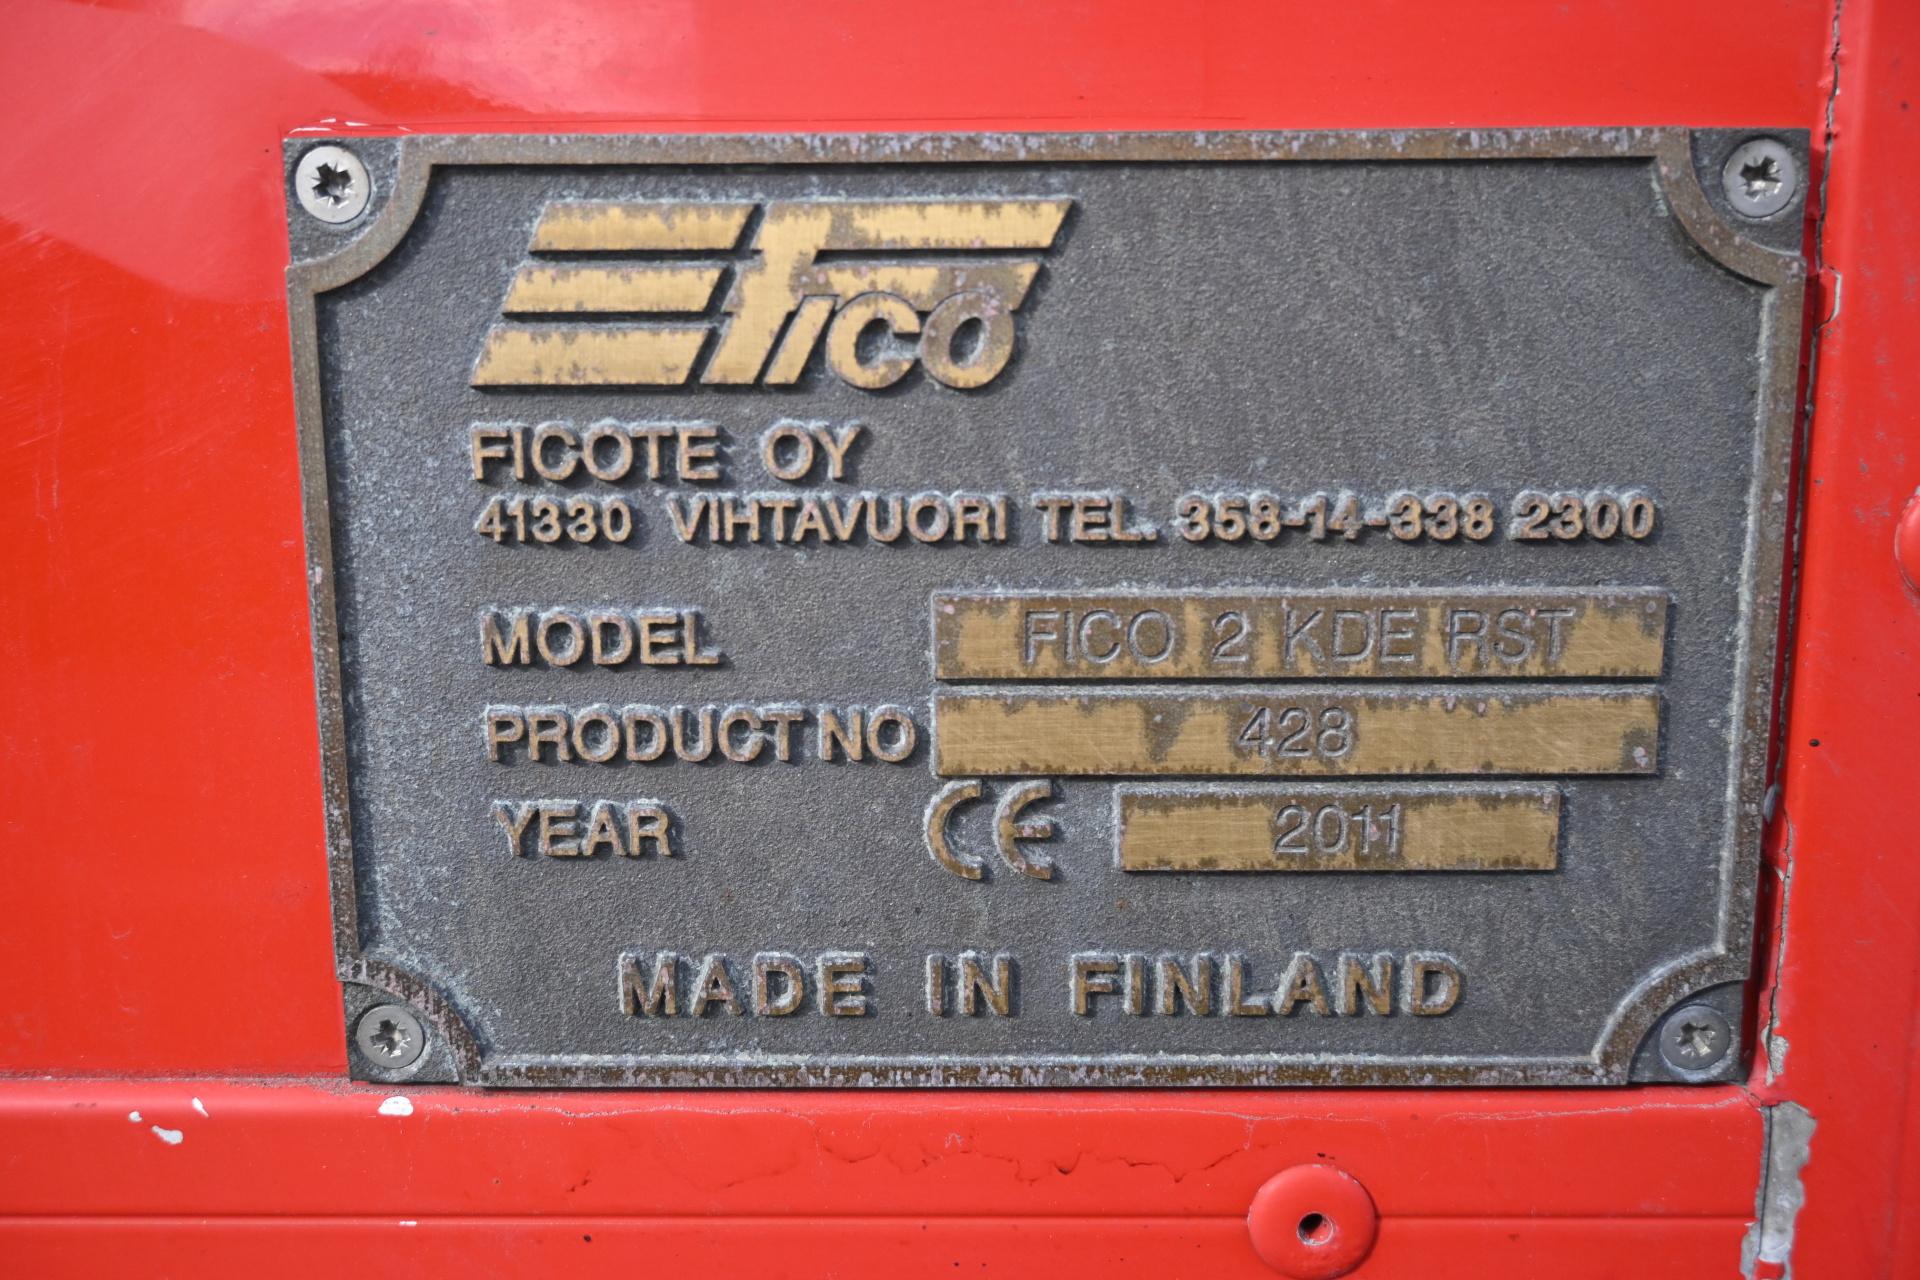 Fico
FICOTE OY
41330 VIHTAVUORI TEL. 358-14-338 2300
MODEL FICO 2 KDE RST
PRODUCT NO 428
YEAR CE 2011
MADE IN FINLAND